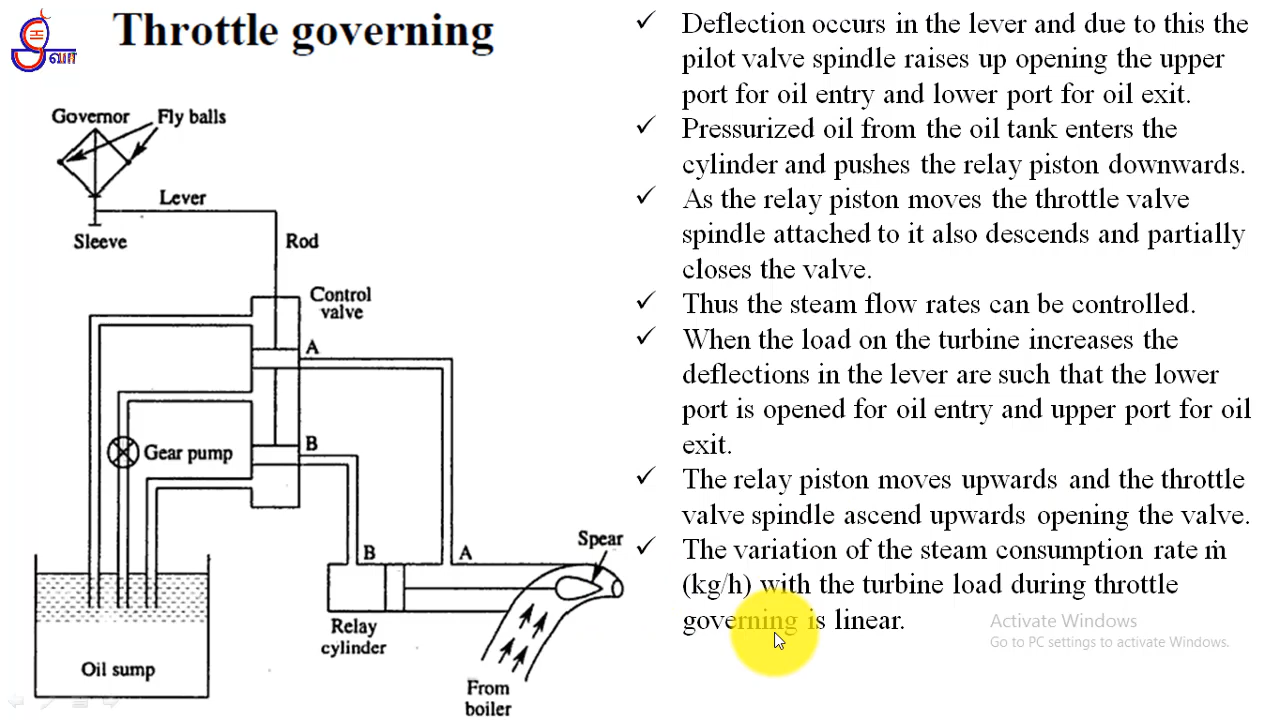 Throttle governing
Governor
Fly balls
Lever
Sleeve
Rod
Control
valve
A
B
Gear pump
B
A
Spear
Relay
cylinder
Oil sump
From
boiler
Deflection occurs in the lever and due to this the
pilot valve spindle raises up opening the upper
port for oil entry and lower port for oil exit.
Pressurized oil from the oil tank enters the
cylinder and pushes the relay piston downwards.
As the relay piston moves the throttle valve
spindle attached to it also descends and partially
closes the valve.
Thus the steam flow rates can be controlled.
When the load on the turbine increases the
deflections in the lever are such that the lower
port is opened for oil entry and upper port for oil
exit.
The relay piston moves upwards and the throttle
valve spindle ascend upwards opening the valve.
The variation of the steam consumption rate ṁ
(kg/h) with the turbine load during throttle
governing is linear.
Activate Windows
Go to PC settings to activate Windows.